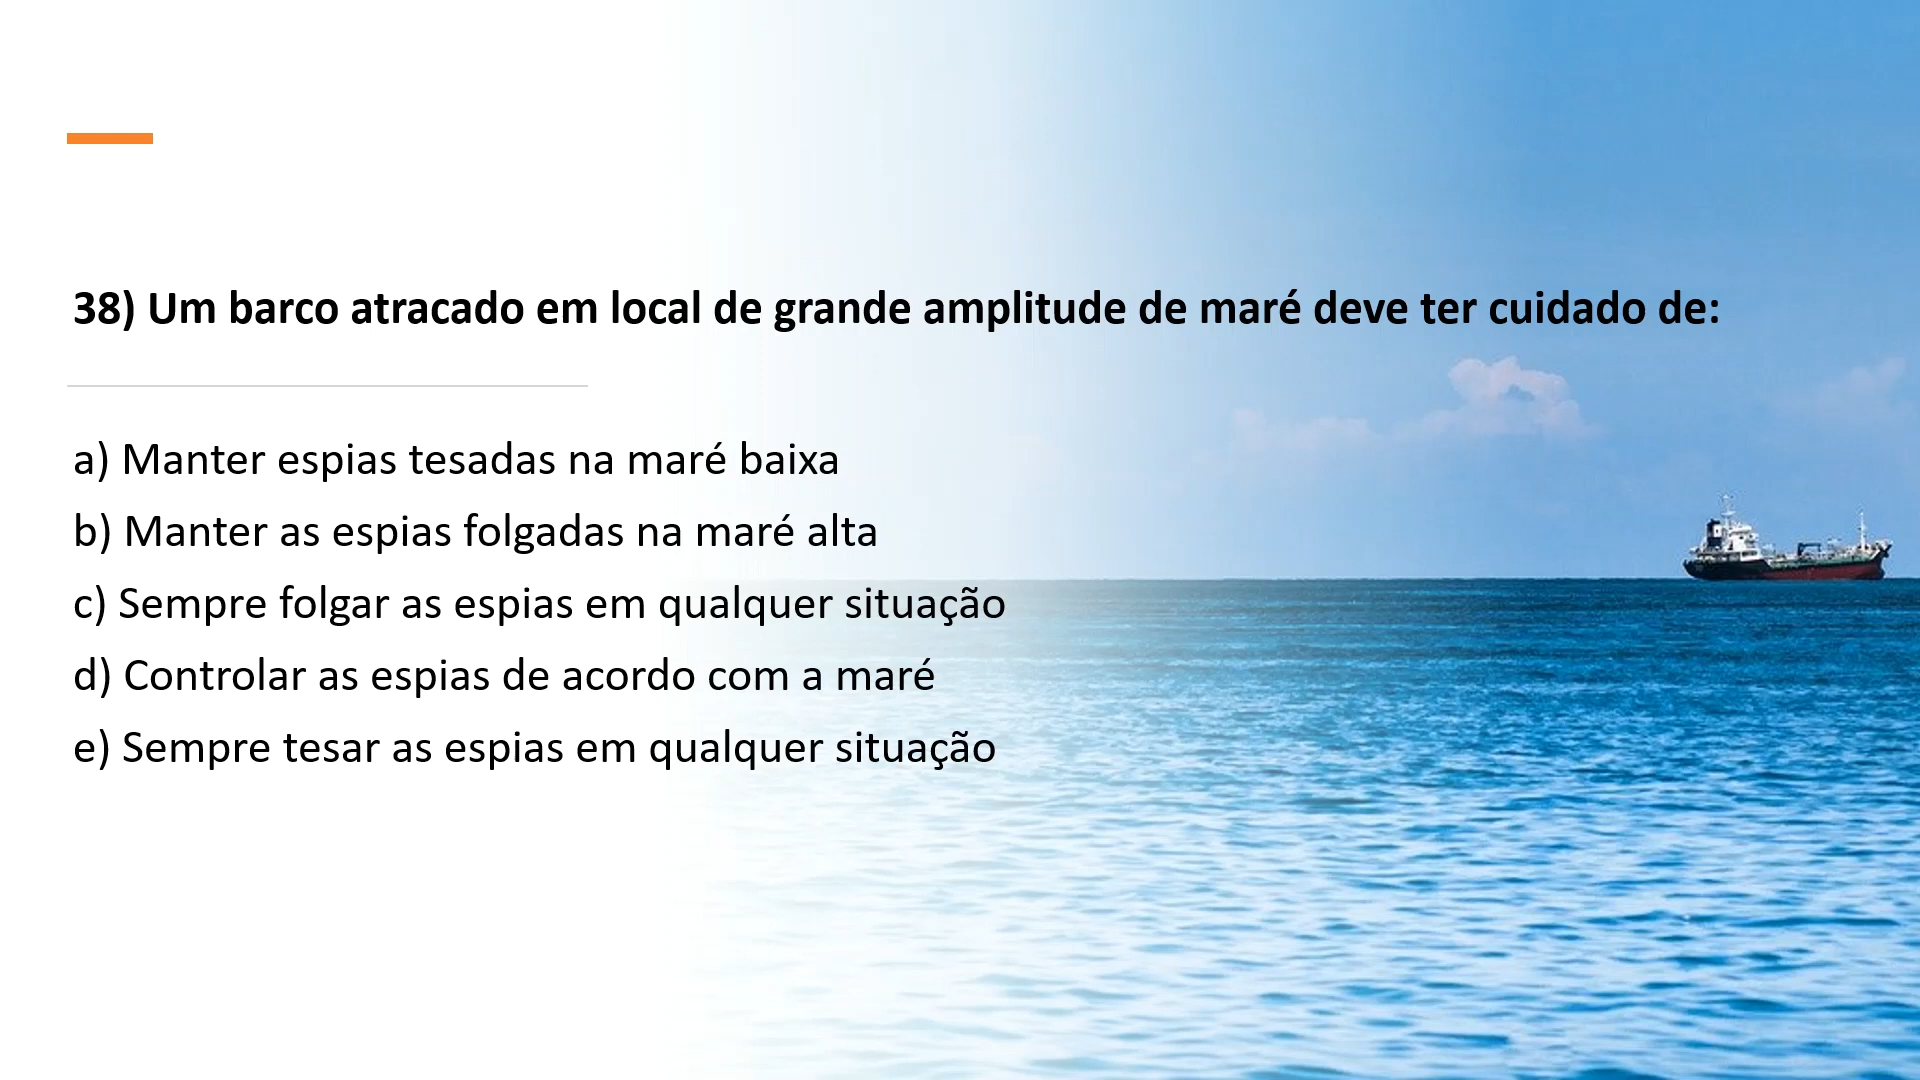 38) Um barco atracado em local de grande amplitude de maré deve ter cuidado de:
a) Manter espias tesadas na maré baixa
b) Manter as espias folgadas na maré alta
c) Sempre folgar as espias em qualquer situação
d) Controlar as espias de acordo com a maré
e) Sempre tesar as espias em qualquer situação